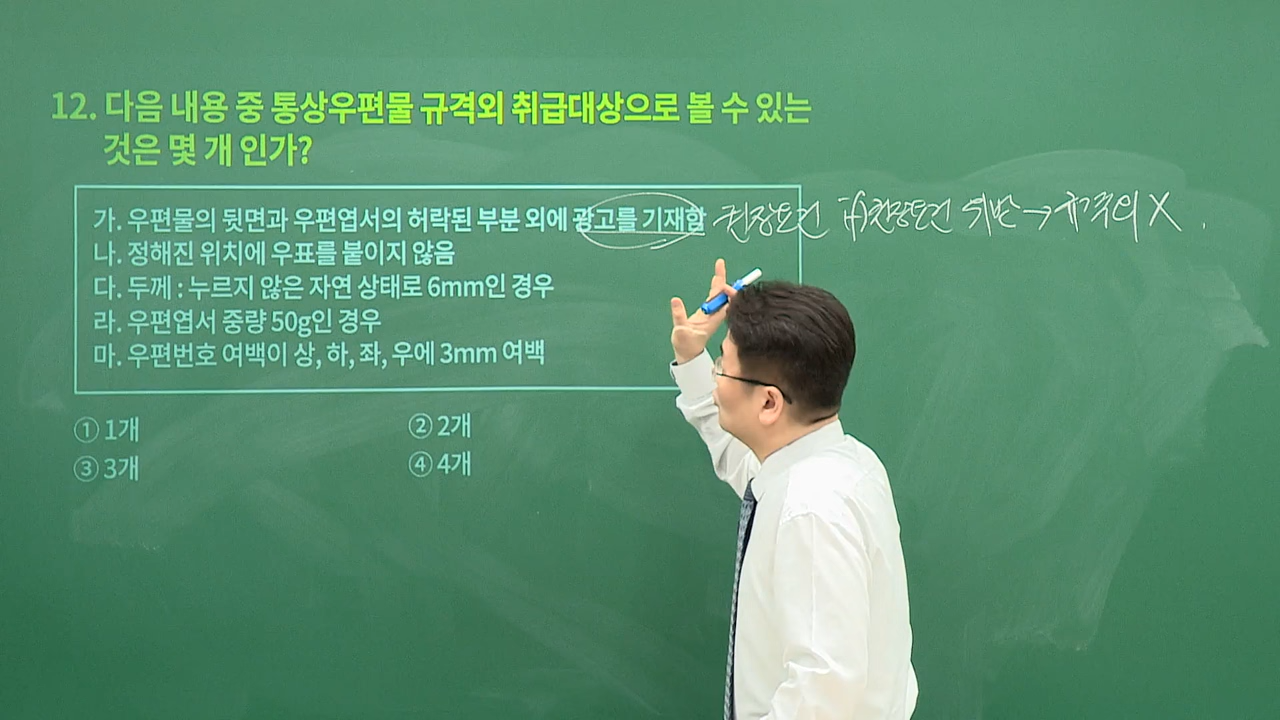 12. 다음 내용 중 통상우편물 규격외 취급대상으로 볼 수 있는
것은 몇 개 인가?
가. 우편물의 뒷면과 우편엽서의 허락된 부분 외에 광고를 기재함 권장요건 권장요건 위반→규격외 X
나. 정해진 위치에 우표를 붙이지 않음
다. 두께 : 누르지 않은 자연 상태로 6mm인 경우
라. 우편엽서 중량 50g인 경우
마. 우편번호 여백이 상, 하, 좌, 우에 3mm 여백
① 1개 ② 2개
③ 3개 ④ 4개